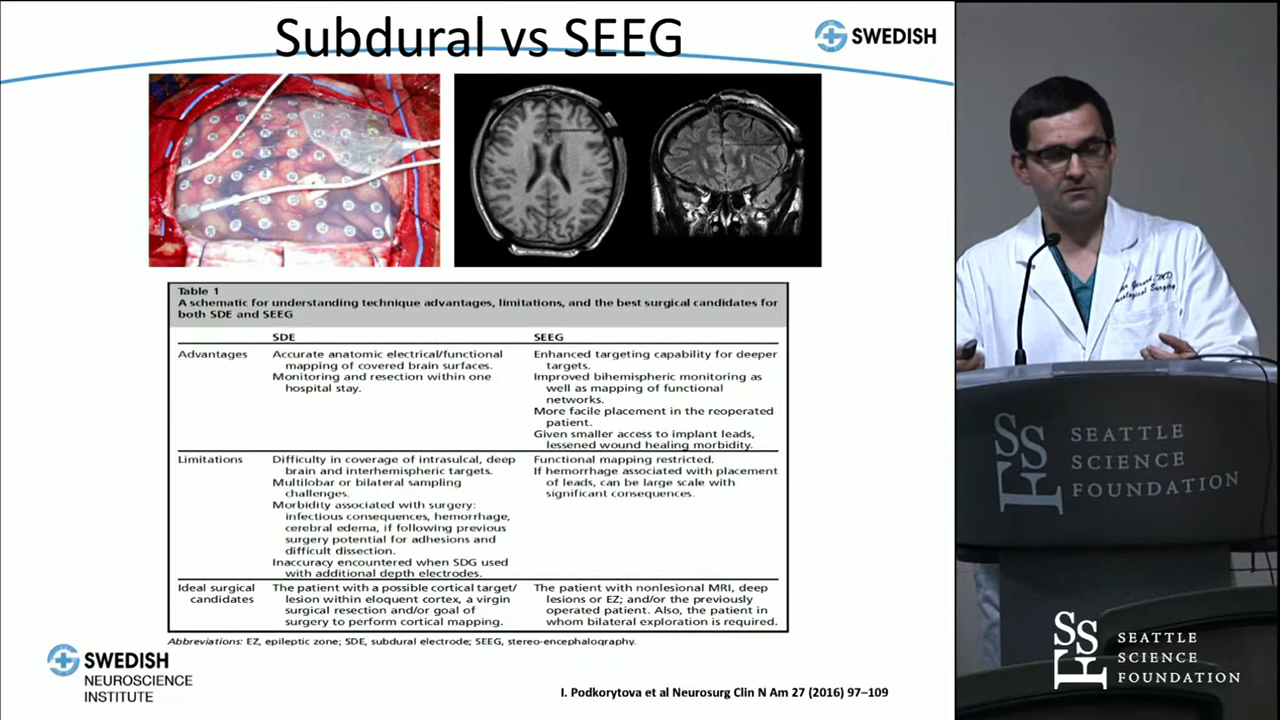 Subdural vs SEEG
SWEDISH
Table 1
A schematic for understanding technique advantages, limitations, and the best surgical candidates for
both SDE and SEEG
SDE
SEEG
Advantages
Accurate anatomic electrical/functional
mapping of covered brain surfaces.
Monitoring and resection within one
hospital stay.
Enhanced targeting capability for deeper
targets.
Improved bihemispheric monitoring as
well as mapping of functional
networks.
More facile placement in the reoperated
patient.
Given smaller access to implant leads,
lessened wound healing morbidity.
Limitations
Difficulty in coverage of intrasulcal, deep
brain and interhemispheric targets.
Multilobar or bilateral sampling
challenges.
Morbidity associated with surgery:
infectious consequences, hemorrhage,
cerebral edema, if following previous
surgery potential for adhesions and
difficult dissection.
Inaccuracy encountered when SDG used
with additional depth electrodes.
Functional mapping restricted.
If hemorrhage associated with placement
of leads, can be large scale with
significant consequences.
Ideal surgical
candidates
The patient with a possible cortical target/
lesion within eloquent cortex, a virgin
surgical resection and/or goal of
surgery to perform cortical mapping.
The patient with nonlesional MRI, deep
lesions or EZ; and/or the previously
operated patient. Also, the patient in
whom bilateral exploration is required.
Abbreviations: EZ, epileptic zone; SDE, subdural electrode; SEEG, stereo-encephalography.
SWEDISH
NEUROSCIENCE
INSTITUTE
I. Podkorytova et al Neurosurg Clin N Am 27 (2016) 97–109
MD
Surgery
SSF
SEATTLE
SCIENCE
FOUNDATION
SSF
SEATTLE
SCIENCE
FOUNDATION